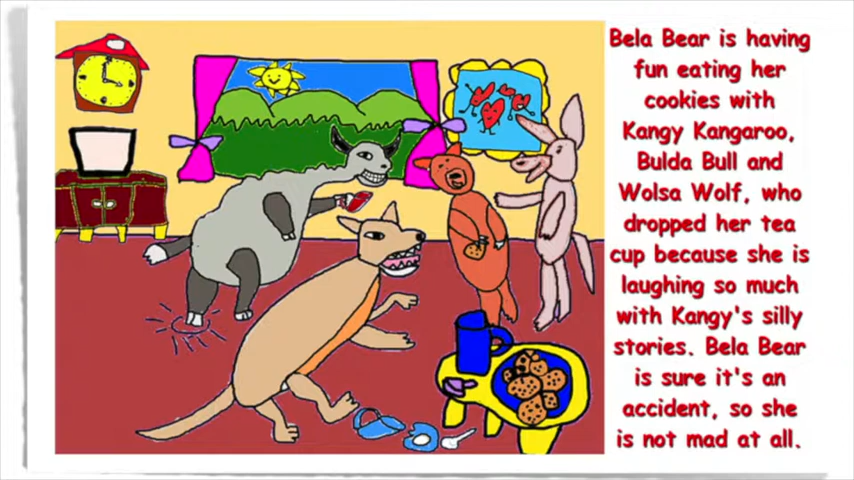 Bela Bear is having
fun eating her
cookies with
Kangy Kangaroo,
Bulda Bull and
Wolsa Wolf, who
dropped her tea
cup because she is
laughing so much
with Kangy's silly
stories. Bela Bear
is sure it's an
accident, so she
is not mad at all.